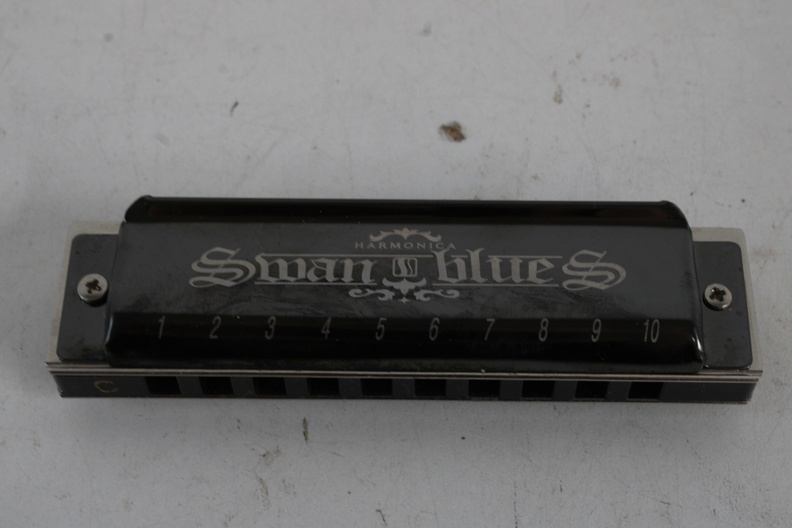 HARMONICA
Swan blues
1 2 3 4 5 6 7 8 9 10
C